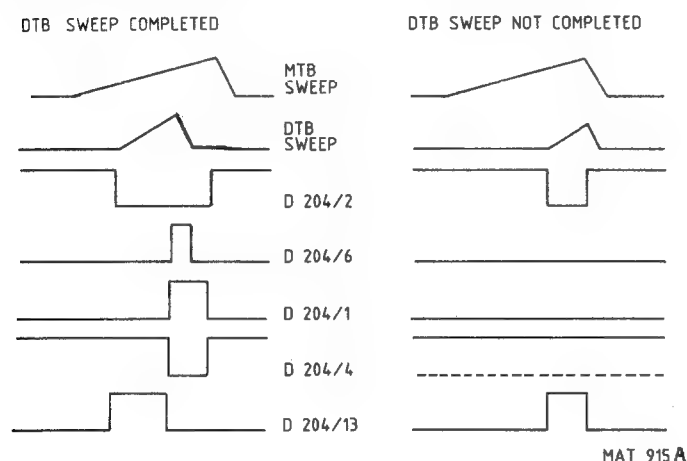 DTB SWEEP COMPLETED
DTB SWEEP NOT COMPLETED
MTB
SWEEP
DTB
SWEEP
D 204/2
D 204/6
D 204/1
D 204/4
D 204/13
MAT 915 A